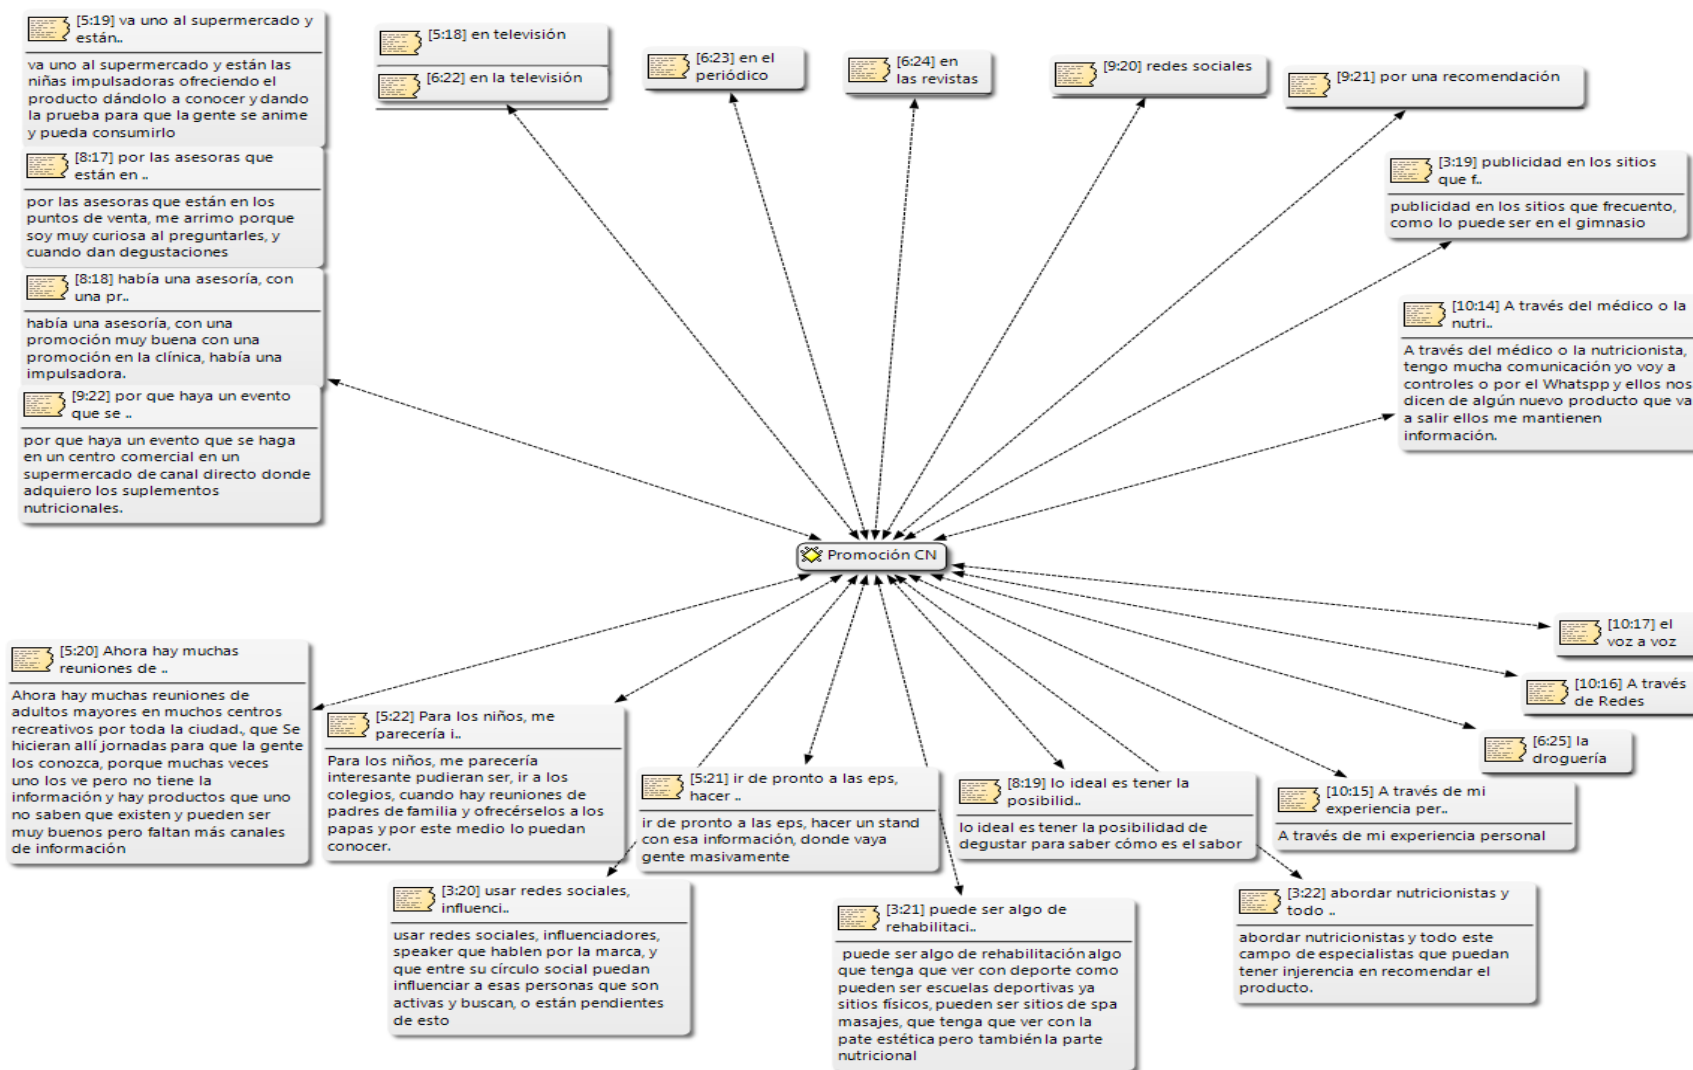 [5:19] va uno al supermercado y
están..
va uno al supermercado y están las
niñas impulsadoras ofreciendo el
producto dándolo a conocer y dando
la prueba para que la gente se anime
y pueda consumirlo
[8:17] por las asesoras que
están en ..
por las asesoras que están en los
puntos de venta, me arrimo porque
soy muy curiosa al preguntarles, y
cuando dan degustaciones
[8:18] había una asesoría, con
una pr..
había una asesoría, con una
promoción muy buena con una
promoción en la clínica, había una
impulsadora.
[9:22] por que haya un evento
que se ..
por que haya un evento que se haga
en un centro comercial en un
supermercado de canal directo donde
adquiero los suplementos
nutricionales.
[5:18] en televisión
[6:22] en la televisión
[6:23] en el
periódico
[6:24] en
las revistas
[9:20] redes sociales
[9:21] por una recomendación
[3:19] publicidad en los sitios
que f..
publicidad en los sitios que frecuento,
como lo puede ser en el gimnasio
[10:14] A través del médico o la
nutri..
A través del médico o la nutricionista,
tengo mucha comunicación yo voy a
controles o por el Whatspp y ellos nos
dicen de algún nuevo producto que va
a salir ellos me mantienen
información.
Promoción CN
[10:17] el
voz a voz
[10:16] A través
de Redes
[6:25] la
droguería
[10:15] A través de mi
experiencia per..
A través de mi experiencia personal
[5:20] Ahora hay muchas
reuniones de ..
Ahora hay muchas reuniones de
adultos mayores en muchos centros
recreativos por toda la ciudad., que Se
hicieran allí jornadas para que la gente
los conozca, porque muchas veces
uno los ve pero no tiene la
información y hay productos que uno
no saben que existen y pueden ser
muy buenos pero faltan más canales
de información
[5:22] Para los niños, me
parecería i..
Para los niños, me parecería
interesante pudieran ser, ir a los
colegios, cuando hay reuniones de
padres de familia y ofrecérselos a los
papas y por este medio lo puedan
conocer.
[5:21] ir de pronto a las eps,
hacer ..
ir de pronto a las eps, hacer un stand
con esa información, donde vaya
gente masivamente
[8:19] lo ideal es tener la
posibilid..
lo ideal es tener la posibilidad de
degustar para saber cómo es el sabor
[3:20] usar redes sociales,
influenci..
usar redes sociales, influenciadores,
speaker que hablen por la marca, y
que entre su círculo social puedan
influenciar a esas personas que son
activas y buscan, o están pendientes
de esto
[3:21] puede ser algo de
rehabilitaci..
puede ser algo de rehabilitación algo
que tenga que ver con deporte como
pueden ser escuelas deportivas ya
sitios físicos, pueden ser sitios de spa
masajes, que tenga que ver con la
pate estética pero también la parte
nutricional
[3:22] abordar nutricionistas y
todo ..
abordar nutricionistas y todo este
campo de especialistas que puedan
tener injerencia en recomendar el
producto.